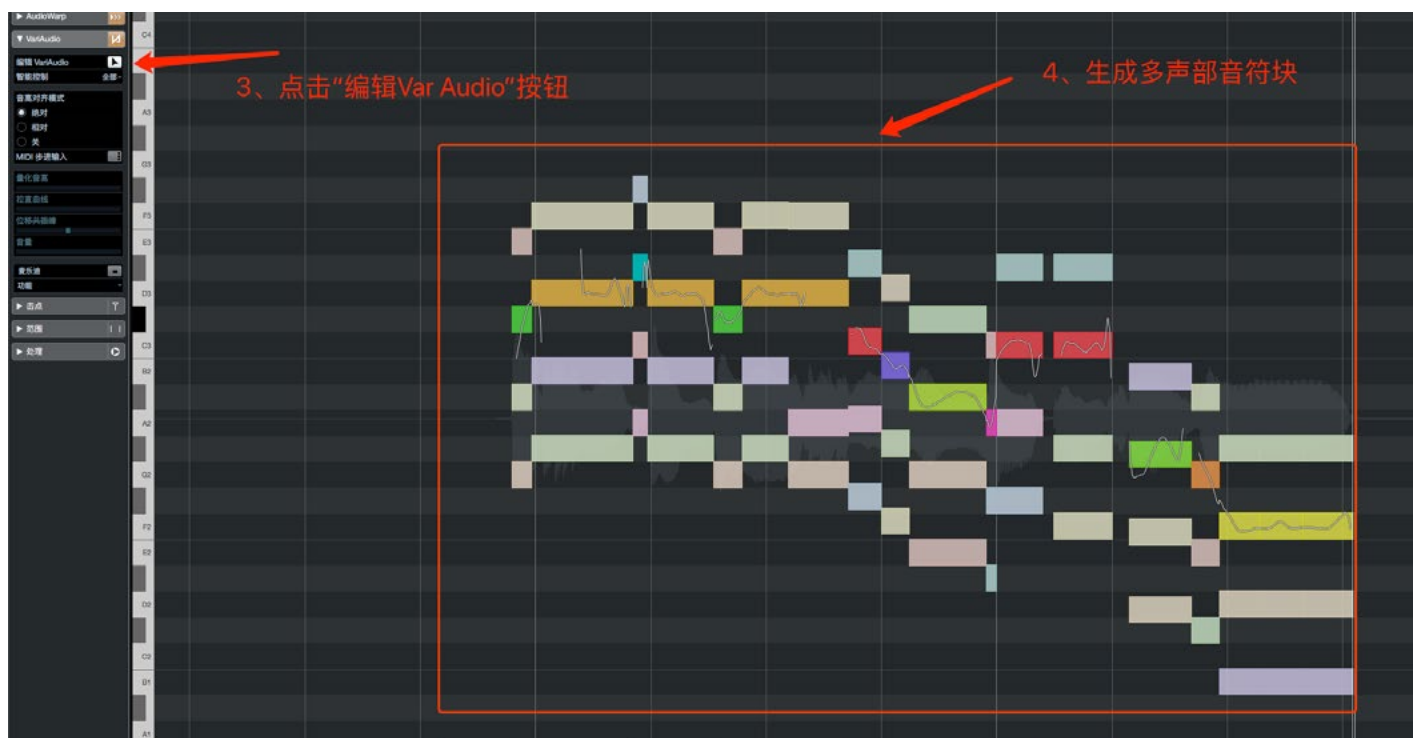 ▶ AudioWarp
▼ VariAudio
编辑 VariAudio
智能控制 全部
音高对齐模式
绝对
相对
关
MIDI 步进输入
量化音高
拉直曲线
位移共振峰
音量
麦乐迪
功能
▶ 击点
▶ 范围
▶ 处理
C4
A3
G3
F3
E3
D3
C3
B2
A2
G2
F2
E2
D2
C2
B1
A1
3、点击“编辑Var Audio”按钮
4、生成多声部音符块